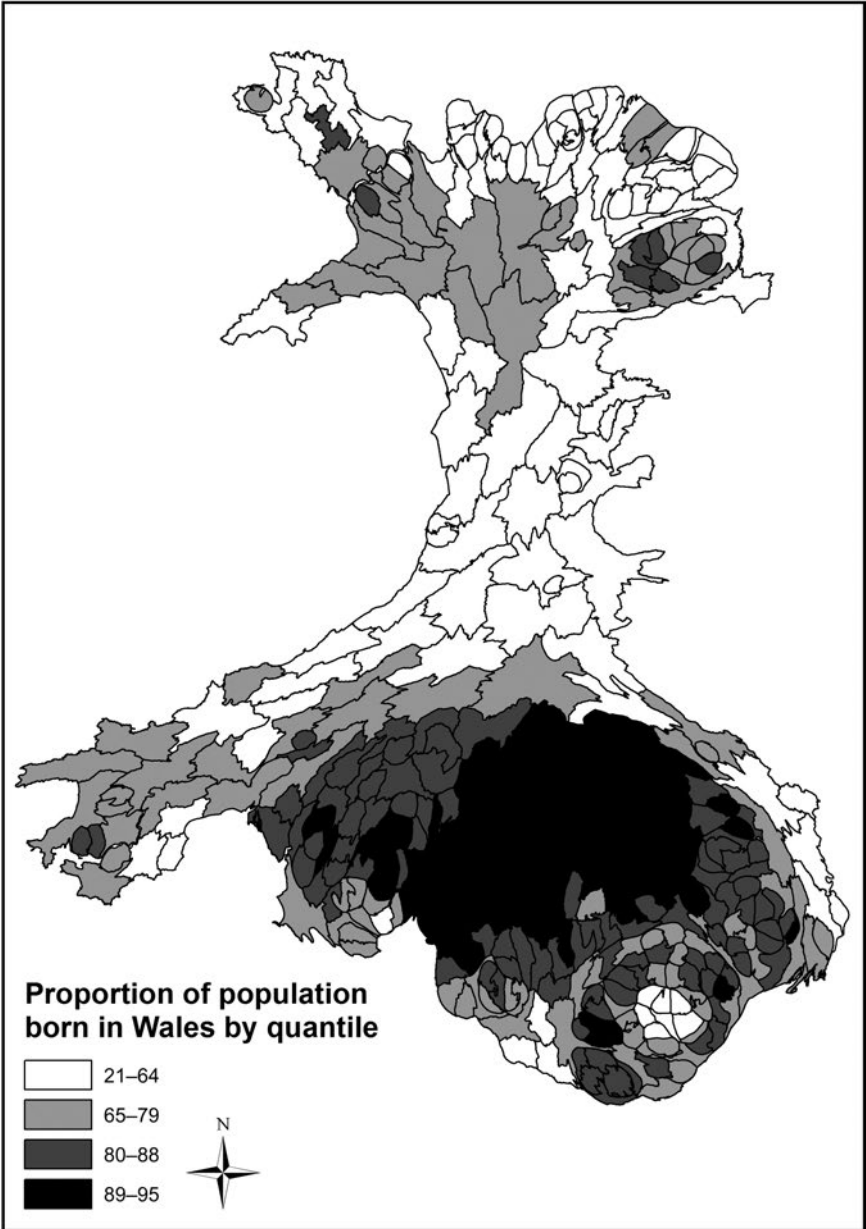 Proportion of population
born in Wales by quantile
21–64
65–79
80–88
89–95
N